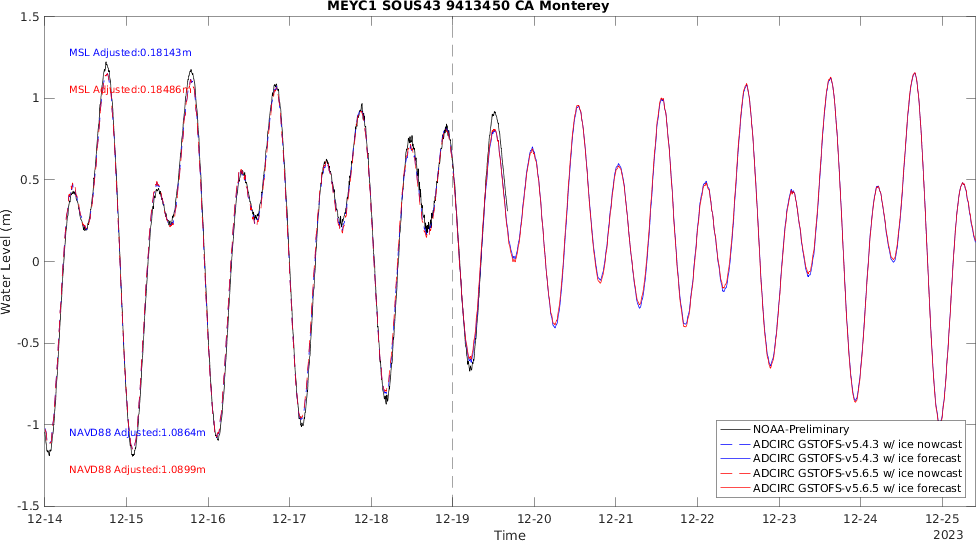 MEYC1 SOUS43 9413450 CA Monterey
1.5
1
0.5
0
-0.5
-1
-1.5
Water Level (m)
MSL Adjusted:0.18143m
MSL Adjusted:0.18486m
NAVD88 Adjusted:1.0864m
NAVD88 Adjusted:1.0899m
NOAA-Preliminary
ADCIRC GSTOFS-v5.4.3 w/ ice nowcast
ADCIRC GSTOFS-v5.4.3 w/ ice forecast
ADCIRC GSTOFS-v5.6.5 w/ ice nowcast
ADCIRC GSTOFS-v5.6.5 w/ ice forecast
12-14 12-15 12-16 12-17 12-18 12-19 12-20 12-21 12-22 12-23 12-24 12-25
Time
2023